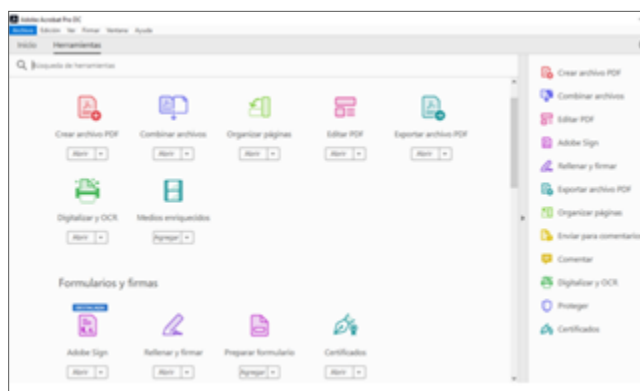 Adobe Acrobat Pro DC
Archivo Edición Ver Firmar Ventana Ayuda
Inicio Herramientas
Búsqueda de herramientas
Crear archivo PDF Combinar archivos Organizar páginas Editar PDF Exportar archivo PDF
Abrir Abrir Abrir Abrir Abrir
Digitalizar y OCR Medios enriquecidos
Abrir Agregar
Formularios y firmas
Adobe Sign Rellenar y firmar Preparar formulario Certificados
Abrir Abrir Agregar Abrir
Crear archivo PDF
Combinar archivos
Editar PDF
Adobe Sign
Rellenar y firmar
Exportar archivo PDF
Organizar páginas
Enviar para comentario
Comentar
Digitalizar y OCR
Proteger
Certificados